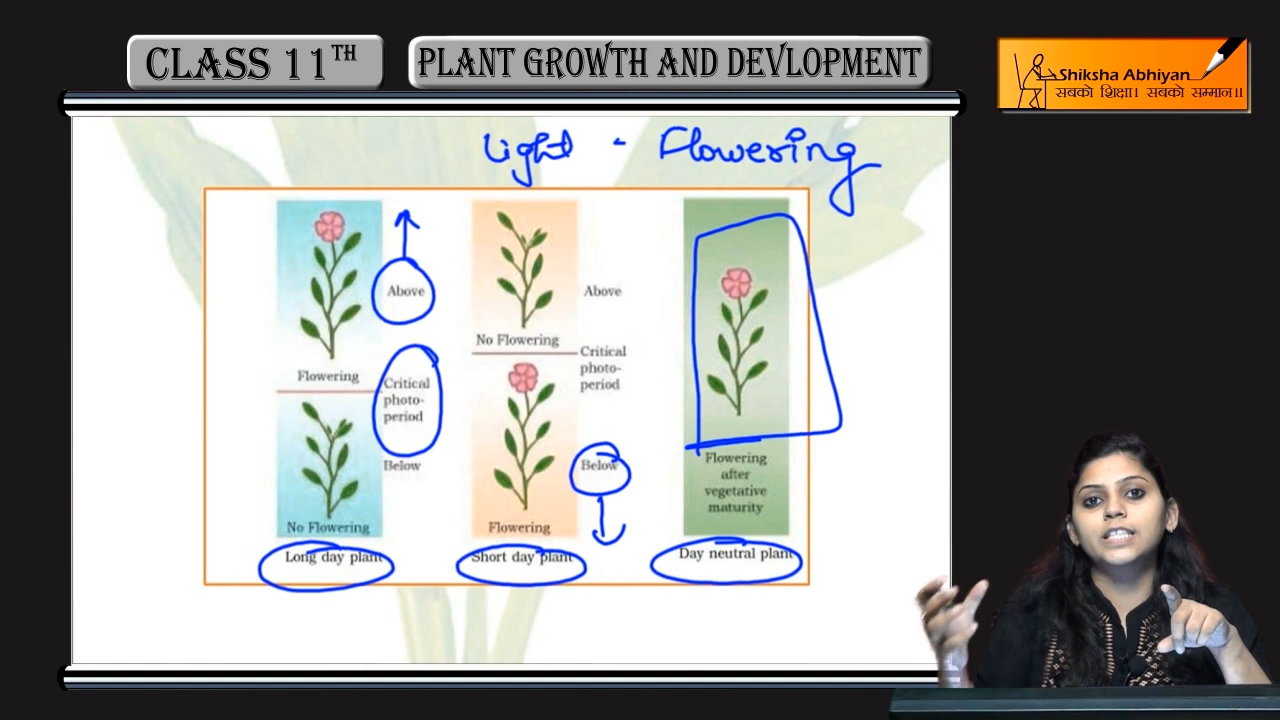 CLASS 11TH
PLANT GROWTH AND DEVLOPMENT
Shiksha Abhiyan
सबको शिक्षा। सबको सम्मान।।
Light - Flowering
Above
Flowering
Critical
photo-
period
Below
No Flowering
Long day plant
Above
No Flowering
Critical
photo-
period
Below
Flowering
Short day plant
Flowering
after
vegetative
maturity
Day neutral plant